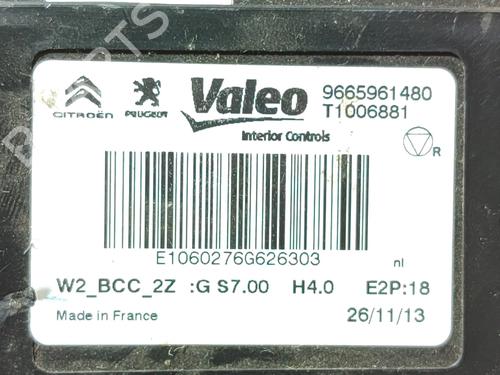 CITROËN PEUGEOT Valeo 9665961480
T1006881
Interior Controls
R
E1060276G626303
nl
W2_BCC_2Z :G S7.00 H4.0 E2P:18
Made in France 26/11/13